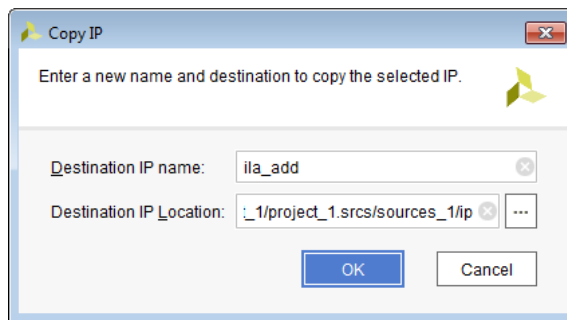 Copy IP
Enter a new name and destination to copy the selected IP.
Destination IP name: ila_add
Destination IP Location: :_1/project_1.srcs/sources_1/ip ...
OK Cancel